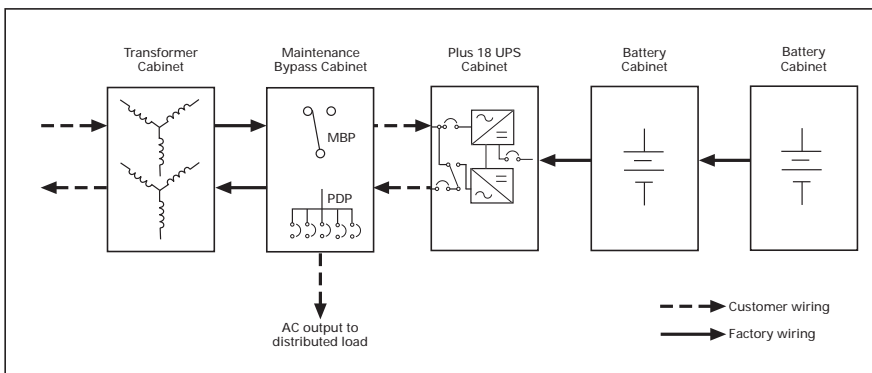 Transformer
Cabinet
Maintenance
Bypass Cabinet
Plus 18 UPS
Cabinet
Battery
Cabinet
Battery
Cabinet
MBP
PDP
AC output to
distributed load
Customer wiring
Factory wiring